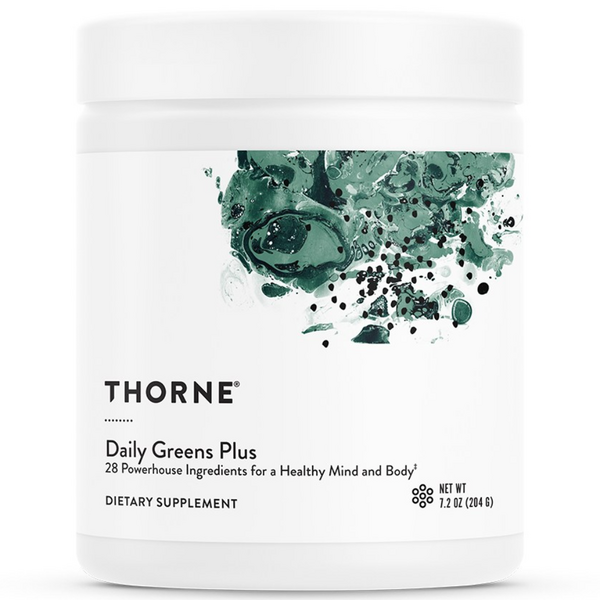 THORNE®
Daily Greens Plus
28 Powerhouse Ingredients for a Healthy Mind and Body‡
DIETARY SUPPLEMENT
NET WT
7.2 OZ (204 G)